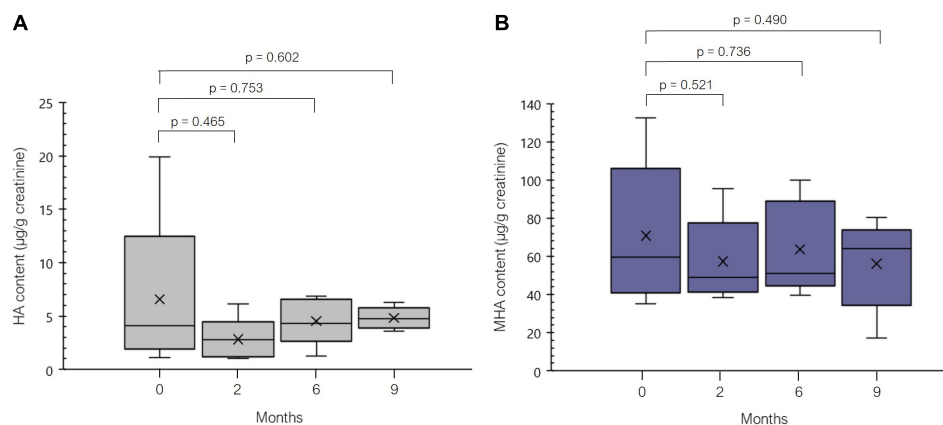 A
p = 0.602
p = 0.753
p = 0.465
25
20
15
10
5
0
HA content (µg/g creatinine)
0 2 6 9
Months
B
p = 0.490
p = 0.736
p = 0.521
140
120
100
80
60
40
20
0
MHA content (µg/g creatinine)
0 2 6 9
Months